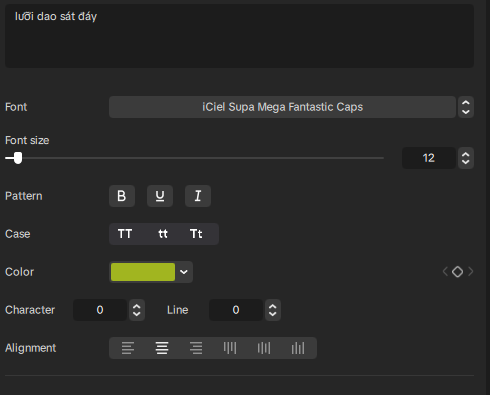 lưỡi dao sát đáy
Font iCiel Supa Mega Fantastic Caps
Font size
12
Pattern B U I
Case TT tt Tt
Color
Character 0 Line 0
Alignment